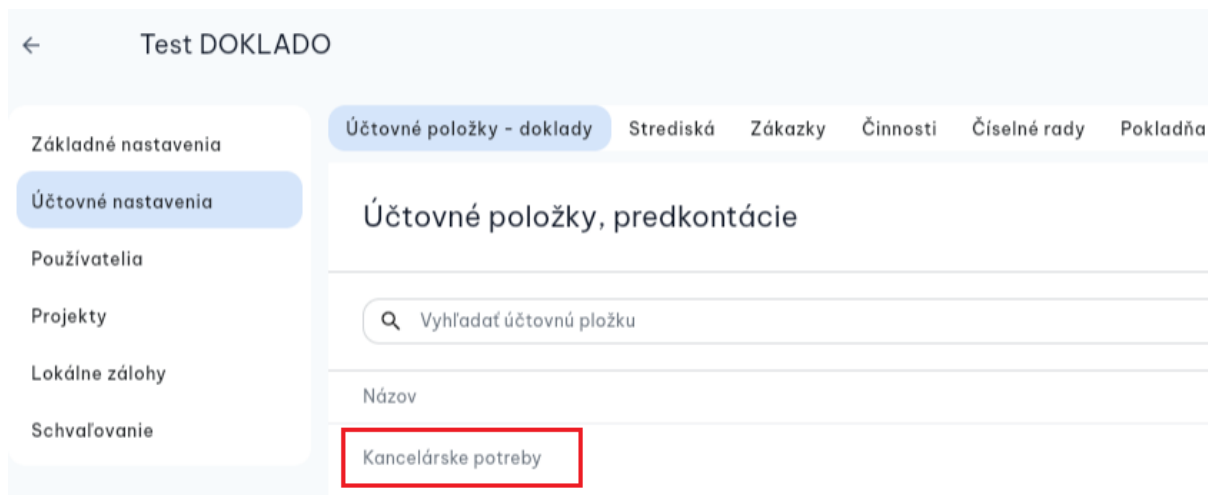 Test DOKLADO
Základné nastavenia
Účtovné nastavenia
Používatelia
Projekty
Lokálne zálohy
Schvaľovanie
Účtovné položky - doklady Strediská Zákazky Činnosti Číselné rady Pokladňa
Účtovné položky, predkontácie
Vyhľadať účtovnú pložku
Názov
Kancelárske potreby